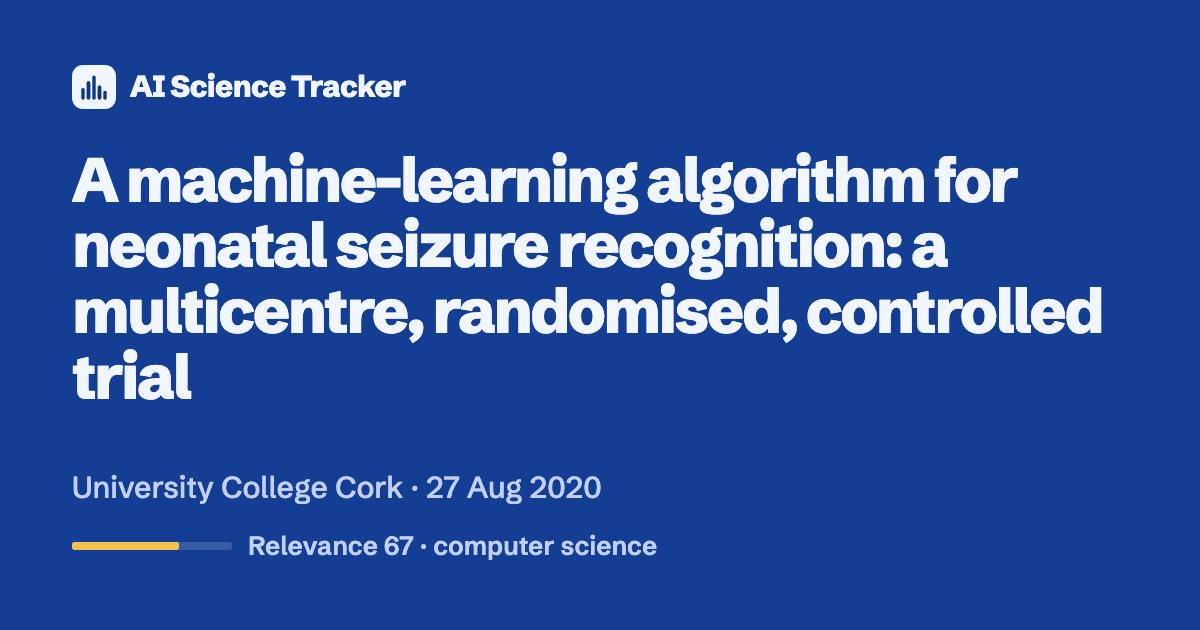 AI Science Tracker
A machine-learning algorithm for
neonatal seizure recognition: a
multicentre, randomised, controlled
trial
University College Cork · 27 Aug 2020
Relevance 67 · computer science